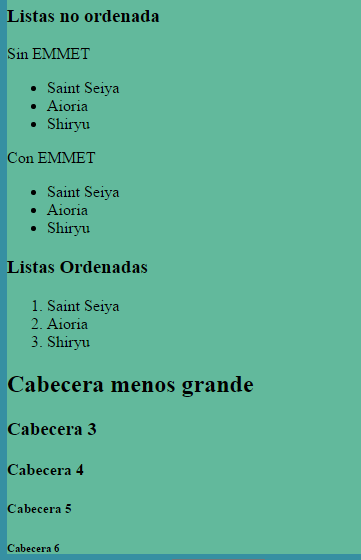 Listas no ordenada
Sin EMMET
• Saint Seiya
• Aioria
• Shiryu
Con EMMET
• Saint Seiya
• Aioria
• Shiryu
Listas Ordenadas
1. Saint Seiya
2. Aioria
3. Shiryu
Cabecera menos grande
Cabecera 3
Cabecera 4
Cabecera 5
Cabecera 6